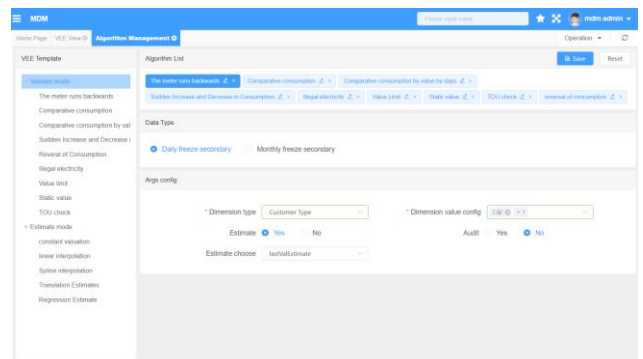 MDM
Please input name
mdm admin
Home Page VEE View Algorithm Management
Operation
VEE Template
Algorithm List
Save Reset
Validate mode
The meter runs backwards
Comparative consumption
Comparative consumption by val
Sudden Increase and Decrease i
Reveral of Consumption
Illegal electricity
Value limit
Static value
TOU check
Estimate mode
constant valuation
linear interpolation
Spline interpolation
Translation Estimates
Regression Estimate
The meter runs backwards Comparative consumption Comparative consumption by value by days
Sudden Increase and Decrease in Consumption Illegal electricity Value Limit Static value TOU check reversal of consumption
Data Type
Daily freeze secondary Monthly freeze secondary
Args config
* Dimension type Customer Type * Dimension value config C&I + 1
Estimate Yes No Audit Yes No
Estimate choose lastValEstimate